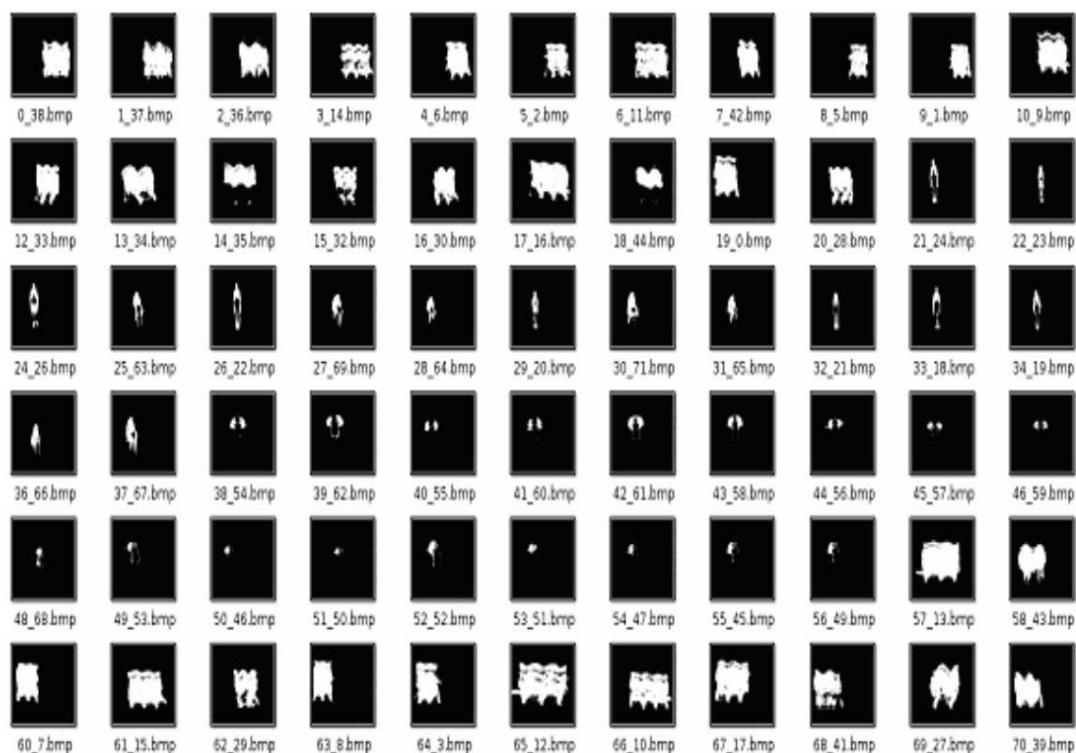 0_38.bmp 1_37.bmp 2_36.bmp 3_14.bmp 4_6.bmp 5_2.bmp 6_11.bmp 7_42.bmp 8_5.bmp 9_1.bmp 10_9.bmp
12_33.bmp 13_34.bmp 14_35.bmp 15_32.bmp 16_30.bmp 17_16.bmp 18_44.bmp 19_0.bmp 20_28.bmp 21_24.bmp 22_23.bmp
24_26.bmp 25_63.bmp 26_22.bmp 27_69.bmp 28_64.bmp 29_20.bmp 30_71.bmp 31_65.bmp 32_21.bmp 33_18.bmp 34_19.bmp
36_66.bmp 37_67.bmp 38_54.bmp 39_62.bmp 40_55.bmp 41_60.bmp 42_61.bmp 43_58.bmp 44_56.bmp 45_57.bmp 46_59.bmp
48_68.bmp 49_53.bmp 50_46.bmp 51_50.bmp 52_52.bmp 53_51.bmp 54_47.bmp 55_45.bmp 56_49.bmp 57_13.bmp 58_43.bmp
60_7.bmp 61_15.bmp 62_29.bmp 63_8.bmp 64_3.bmp 65_12.bmp 66_10.bmp 67_17.bmp 68_41.bmp 69_27.bmp 70_39.bmp